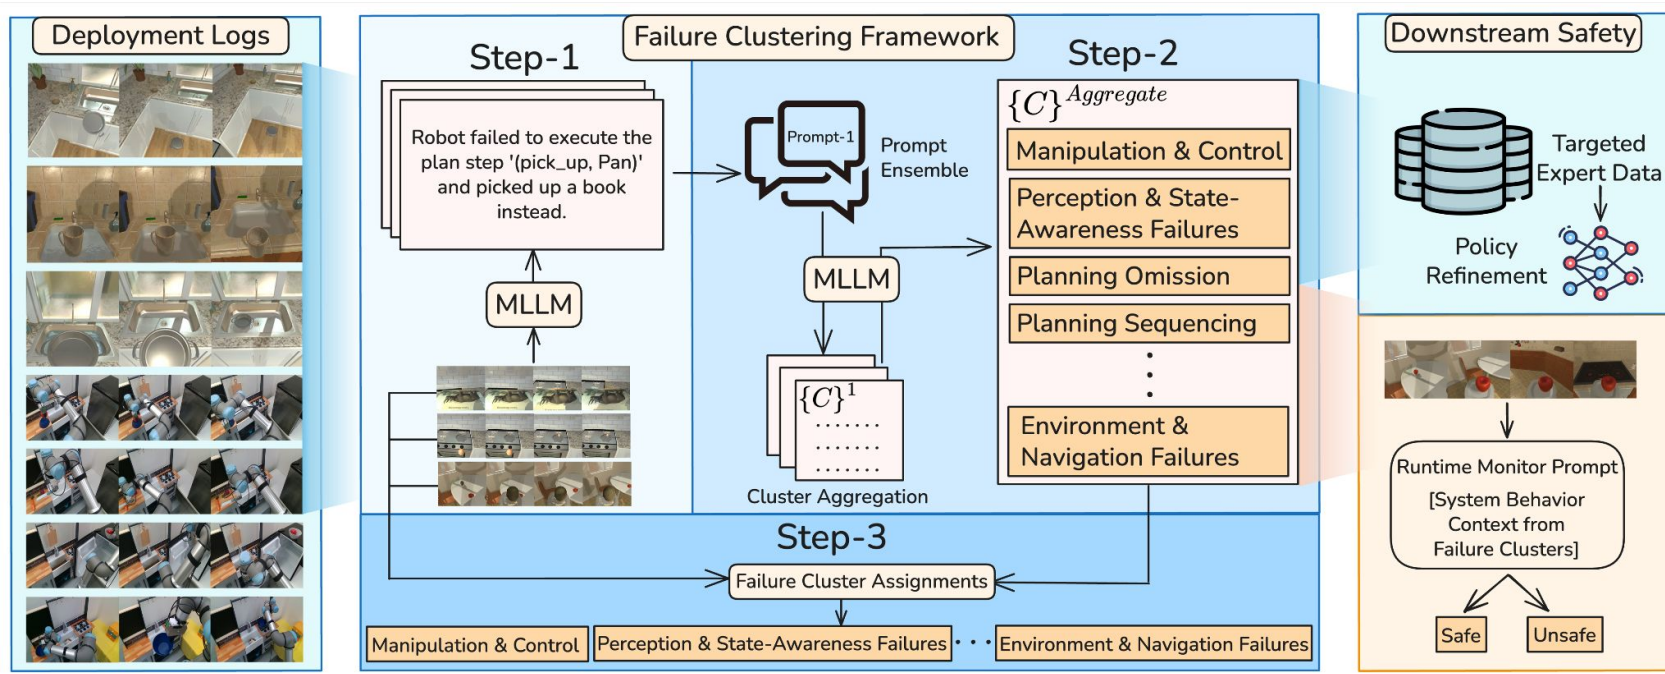 Deployment Logs
Failure Clustering Framework
Step-1
Robot failed to execute the
plan step '(pick_up, Pan)'
and picked up a book
instead.
MLLM
Prompt-1
Prompt
Ensemble
MLLM
{C}¹
.......
.......
.......
Cluster Aggregation
Step-2
{C}ᴬᵍᵍʳᵉᵍᵃᵗᵉ
Manipulation & Control
Perception & State-
Awareness Failures
Planning Omission
Planning Sequencing
Environment &
Navigation Failures
Step-3
Failure Cluster Assignments
Manipulation & Control
Perception & State-Awareness Failures
...
Environment & Navigation Failures
Downstream Safety
Targeted
Expert Data
Policy
Refinement
Runtime Monitor Prompt
[System Behavior
Context from
Failure Clusters]
Safe
Unsafe